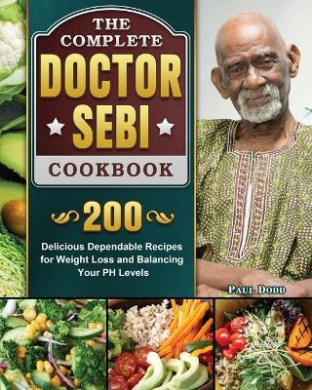 THE
COMPLETE
DOCTOR
SEBI
COOKBOOK
200
Delicious Dependable Recipes
for Weight Loss and Balancing
Your PH Levels
PAUL DODD